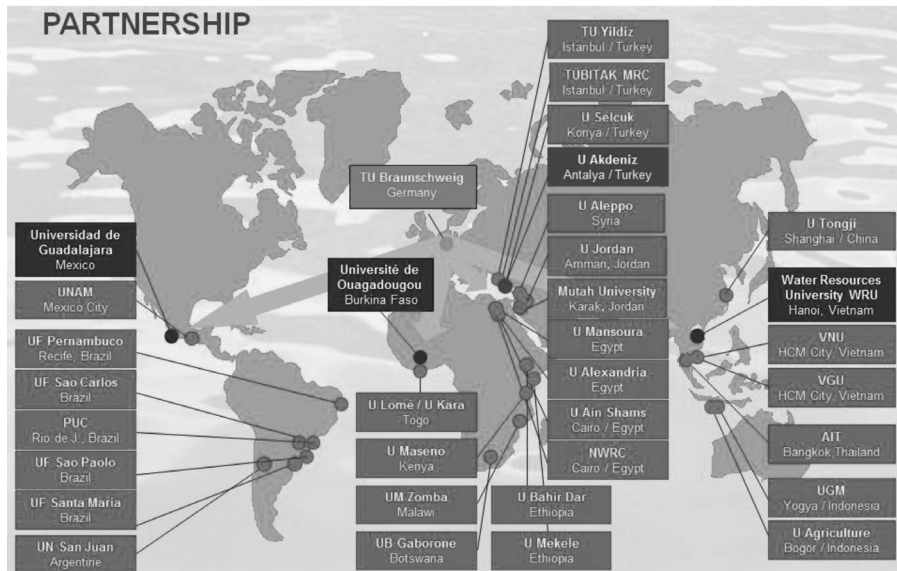 PARTNERSHIP
TU Yildiz
Istanbul / Turkey
TÜBITAK MRC
Istanbul / Turkey
U Selcuk
Konya / Turkey
U Akdeniz
Antalya / Turkey
TU Braunschweig
Germany
U Aleppo
Syria
U Jordan
Amman, Jordan
Mutah University
Karak, Jordan
U Mansoura
Egypt
U Alexandria
Egypt
U Ain Shams
Cairo / Egypt
NWRC
Cairo / Egypt
Universidad de
Guadalajara
Mexico
UNAM
Mexico City
UF Pernambuco
Recife, Brazil
UF Sao Carlos
Brazil
PUC
Rio de J., Brazil
UF Sao Paolo
Brazil
UF Santa Maria
Brazil
UN San Juan
Argentine
Université de
Ouagadougou
Burkina Faso
U Lomé / U Kara
Togo
U Maseno
Kenya
UM Zomba
Malawi
UB Gaborone
Botswana
U Bahir Dar
Ethiopia
U Mekele
Ethiopia
U Tongji
Shanghai / China
Water Resources
University WRU
Hanoi, Vietnam
VNU
HCM City, Vietnam
VGU
HCM City, Vietnam
AIT
Bangkok,Thailand
UGM
Yogya / Indonesia
U Agriculture
Bogor / Indonesia